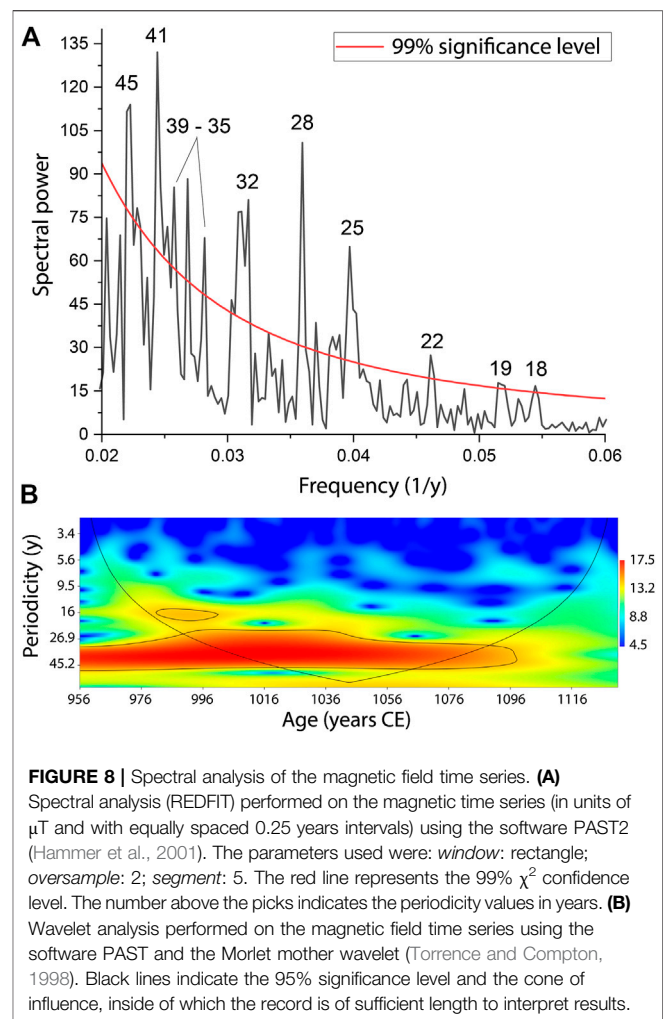 A
99% significance level
135
120
105
90
75
60
45
30
15
0
Spectral power
45
41
39 - 35
32
28
25
22
19
18
0.02
0.03
0.04
0.05
0.06
Frequency (1/y)
B
Periodicity (y)
3.4
5.6
9.5
16
26.9
45.2
17.5
13.2
8.8
4.5
956
976
996
1016
1036
1056
1076
1096
1116
Age (years CE)
FIGURE 8 | Spectral analysis of the magnetic field time series. (A)
Spectral analysis (REDFIT) performed on the magnetic time series (in units of
μT and with equally spaced 0.25 years intervals) using the software PAST2
(Hammer et al., 2001). The parameters used were: window: rectangle;
oversample: 2; segment: 5. The red line represents the 99% χ² confidence
level. The number above the picks indicates the periodicity values in years. (B)
Wavelet analysis performed on the magnetic field time series using the
software PAST and the Morlet mother wavelet (Torrence and Compton,
1998). Black lines indicate the 95% significance level and the cone of
influence, inside of which the record is of sufficient length to interpret results.